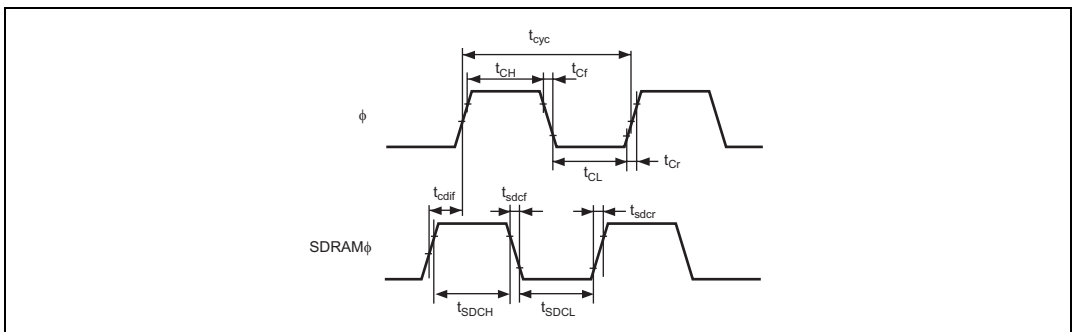 tcyc
tCH
tCf
ϕ
tCL
tCr
tcdif
tsdcf
tsdcr
SDRAMϕ
tSDCH
tSDCL